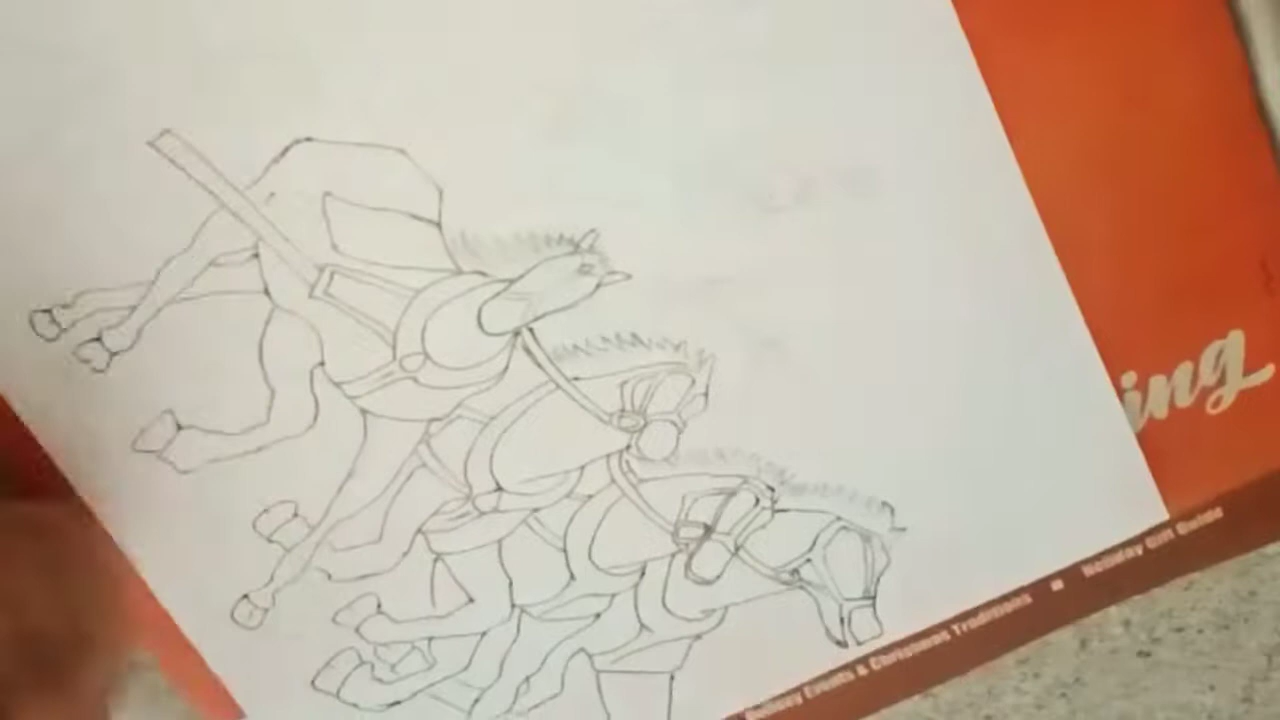 ing
Holiday Events & Christmas Traditions ■ Holiday Gift Guide